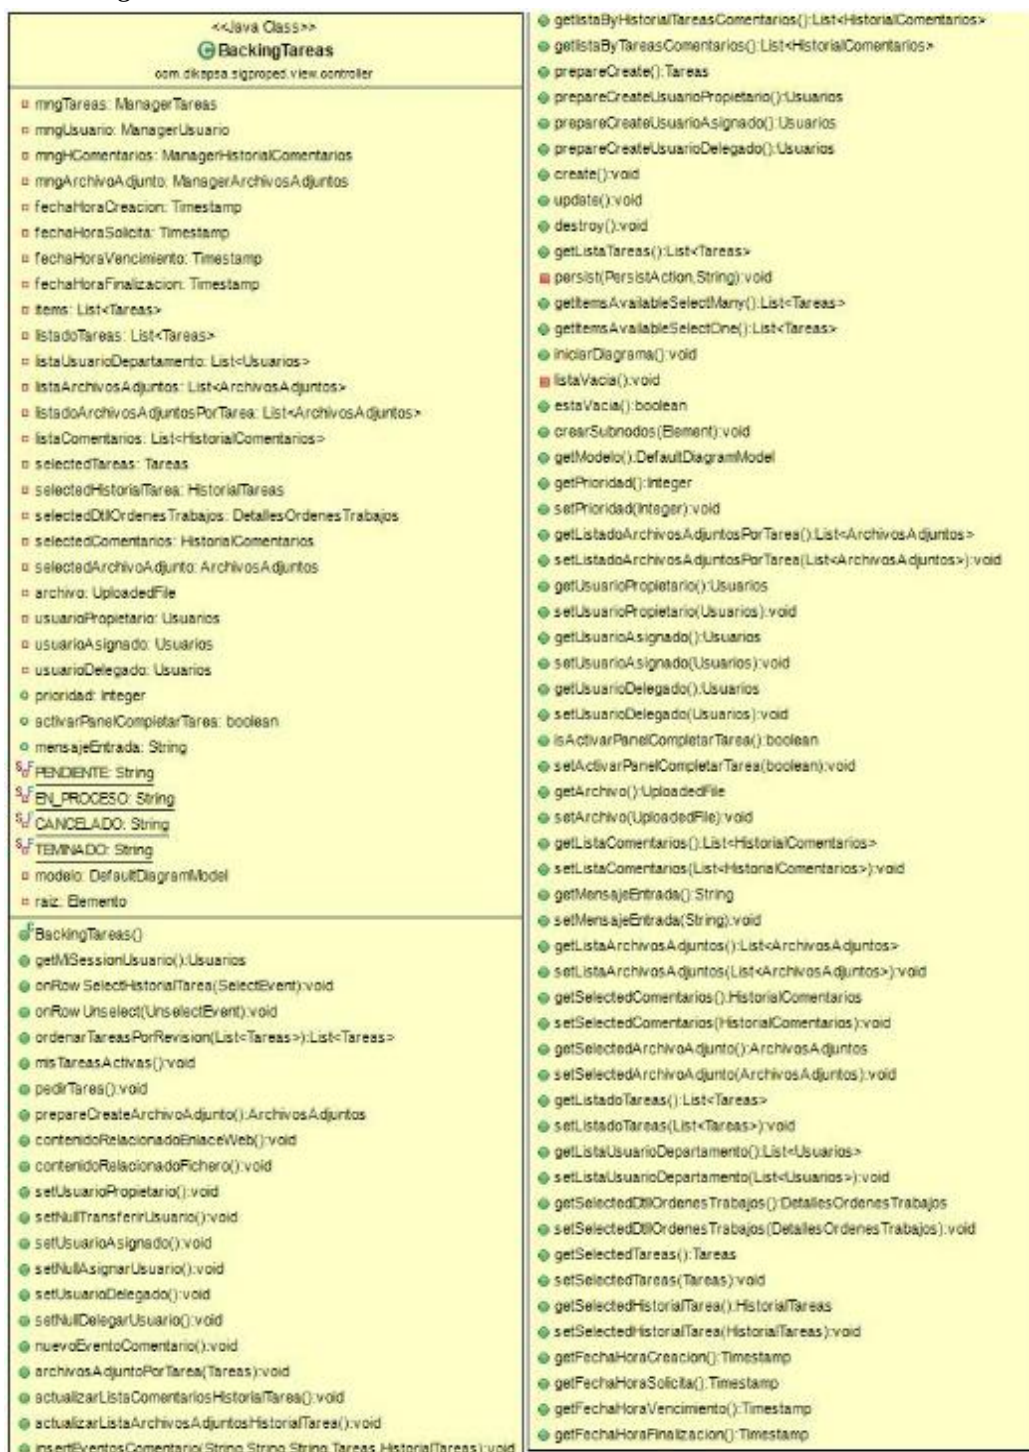 <<Java Class>>
BackingTareas
com.dikapsa.sigproped.view.controller
mngTareas: ManagerTareas
mngUsuario: ManagerUsuario
mngHComentarios: ManagerHistorialComentarios
mngArchivoAdjunto: ManagerArchivosAdjuntos
fechaHoraCreacion: Timestamp
fechaHoraSolicita: Timestamp
fechaHoraVencimiento: Timestamp
fechaHoraFinalizacion: Timestamp
items: List<Tareas>
listadoTareas: List<Tareas>
listaUsuarioDepartamento: List<Usuarios>
listaArchivosAdjuntos: List<ArchivosAdjuntos>
listadoArchivosAdjuntosPorTarea: List<ArchivosAdjuntos>
listaComentarios: List<HistorialComentarios>
selectedTareas: Tareas
selectedHistorialTarea: HistorialTareas
selectedDtllOrdenesTrabajos: DetallesOrdenesTrabajos
selectedComentarios: HistorialComentarios
selectedArchivoAdjunto: ArchivosAdjuntos
archivo: UploadedFile
usuarioPropietario: Usuarios
usuarioAsignado: Usuarios
usuarioDelegado: Usuarios
prioridad: Integer
activarPanelCompletarTarea: boolean
mensajeEntrada: String
PENDIENTE: String
EN_PROCESO: String
CANCELADO: String
TEMINADO: String
modelo: DefaultDiagramModel
raiz: Elemento
BackingTareas()
getMiSessionUsuario():Usuarios
onRowSelectHistorialTarea(SelectEvent):void
onRowUnselect(UnselectEvent):void
ordenarTareasPorRevision(List<Tareas>):List<Tareas>
misTareasActivas():void
pedirTarea():void
prepareCreateArchivoAdjunto():ArchivosAdjuntos
contenidoRelacionadoEnlaceWeb():void
contenidoRelacionadoFichero():void
setUsuarioPropietario():void
setNullTransferirUsuario():void
setUsuarioAsignado():void
setNullAsignarUsuario():void
setUsuarioDelegado():void
setNullDelegarUsuario():void
nuevoEventoComentario():void
archivosAdjuntoPorTarea(Tareas):void
actualizarListaComentariosHistorialTarea():void
actualizarListaArchivosAdjuntosHistorialTarea():void
insertEventosComentario(String,String,String,Tareas,HistorialTareas):void
getlistaByHistorialTareasComentarios():List<HistorialComentarios>
getlistaByTareasComentarios():List<HistorialComentarios>
prepareCreate():Tareas
prepareCreateUsuarioPropietario():Usuarios
prepareCreateUsuarioAsignado():Usuarios
prepareCreateUsuarioDelegado():Usuarios
create():void
update():void
destroy():void
getListaTareas():List<Tareas>
persist(PersistAction,String):void
getItemsAvailableSelectMany():List<Tareas>
getItemsAvailableSelectOne():List<Tareas>
iniciarDiagrama():void
listaVacia():void
estaVacia():boolean
crearSubnodos(Element):void
getModelo():DefaultDiagramModel
getPrioridad():Integer
setPrioridad(Integer):void
getListadoArchivosAdjuntosPorTarea():List<ArchivosAdjuntos>
setListadoArchivosAdjuntosPorTarea(List<ArchivosAdjuntos>):void
getUsuarioPropietario():Usuarios
setUsuarioPropietario(Usuarios):void
getUsuarioAsignado():Usuarios
setUsuarioAsignado(Usuarios):void
getUsuarioDelegado():Usuarios
setUsuarioDelegado(Usuarios):void
isActivarPanelCompletarTarea():boolean
setActivarPanelCompletarTarea(boolean):void
getArchivo():UploadedFile
setArchivo(UploadedFile):void
getListaComentarios():List<HistorialComentarios>
setListaComentarios(List<HistorialComentarios>):void
getMensajeEntrada():String
setMensajeEntrada(String):void
getListaArchivosAdjuntos():List<ArchivosAdjuntos>
setListaArchivosAdjuntos(List<ArchivosAdjuntos>):void
getSelectedComentarios():HistorialComentarios
setSelectedComentarios(HistorialComentarios):void
getSelectedArchivoAdjunto():ArchivosAdjuntos
setSelectedArchivoAdjunto(ArchivosAdjuntos):void
getListadoTareas():List<Tareas>
setListadoTareas(List<Tareas>):void
getListaUsuarioDepartamento():List<Usuarios>
setListaUsuarioDepartamento(List<Usuarios>):void
getSelectedDtllOrdenesTrabajos():DetallesOrdenesTrabajos
setSelectedDtllOrdenesTrabajos(DetallesOrdenesTrabajos):void
getSelectedTareas():Tareas
setSelectedTareas(Tareas):void
getSelectedHistorialTarea():HistorialTareas
setSelectedHistorialTarea(HistorialTareas):void
getFechaHoraCreacion():Timestamp
getFechaHoraSolicita():Timestamp
getFechaHoraVencimiento():Timestamp
getFechaHoraFinalizacion():Timestamp